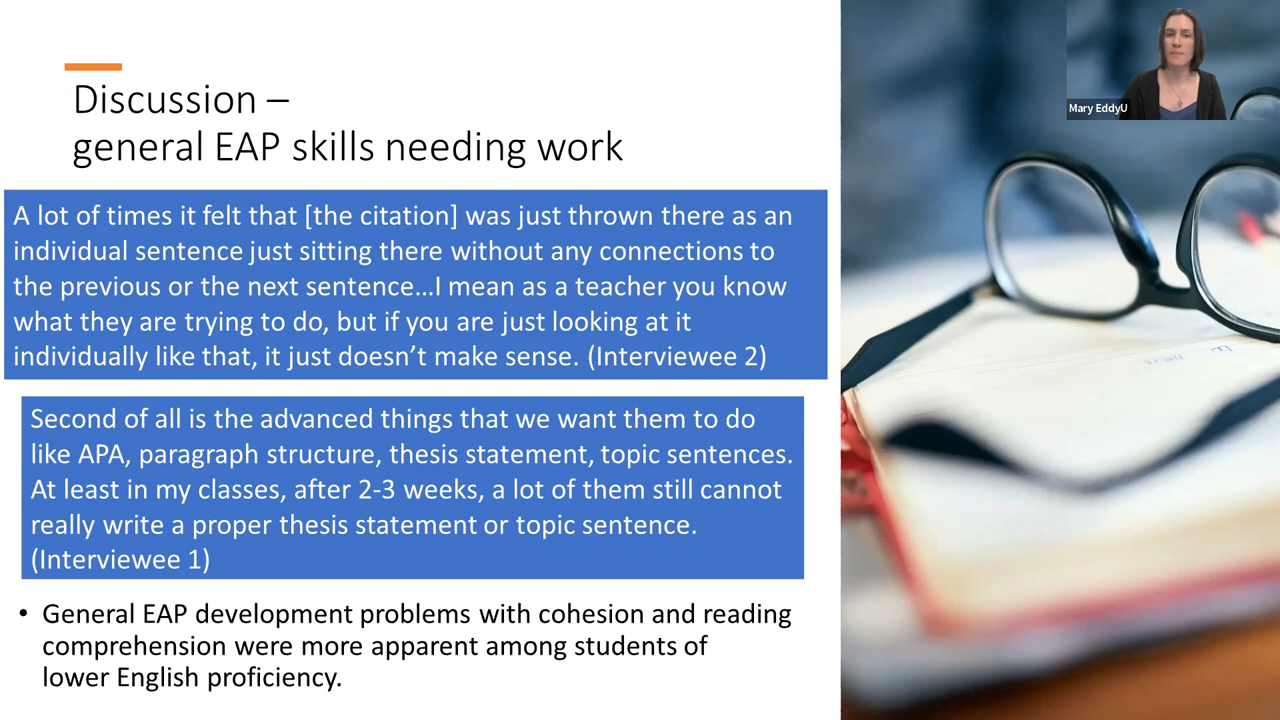 Mary EddyU
Discussion –
general EAP skills needing work
A lot of times it felt that [the citation] was just thrown there as an
individual sentence just sitting there without any connections to
the previous or the next sentence…I mean as a teacher you know
what they are trying to do, but if you are just looking at it
individually like that, it just doesn’t make sense. (Interviewee 2)
Second of all is the advanced things that we want them to do
like APA, paragraph structure, thesis statement, topic sentences.
At least in my classes, after 2-3 weeks, a lot of them still cannot
really write a proper thesis statement or topic sentence.
(Interviewee 1)
• General EAP development problems with cohesion and reading
comprehension were more apparent among students of
lower English proficiency.